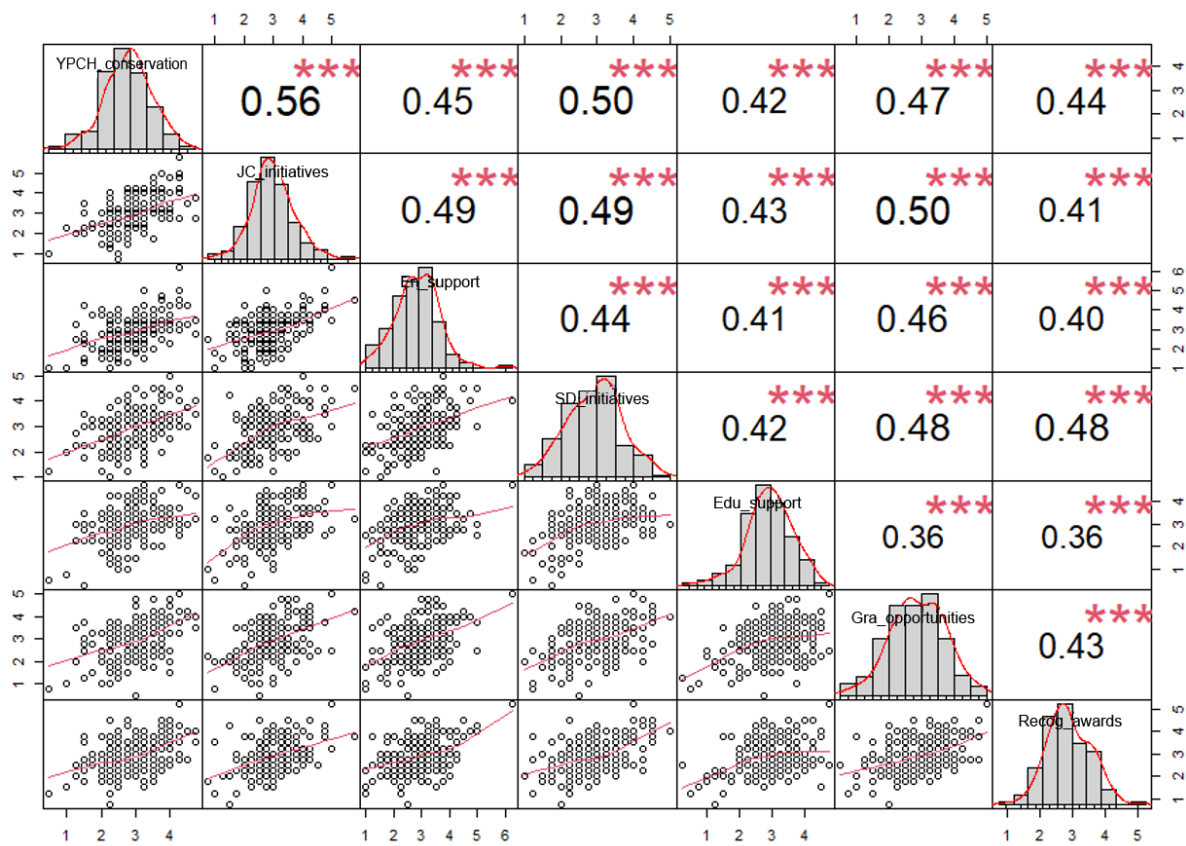 1 2 3 4 5 1 2 3 4 5 1 2 3 4 5
YPCH_conservation *** *** *** *** *** *** 4
0.56 0.45 0.50 0.42 0.47 0.44 3
2
1
5 JC_initiatives *** *** *** *** ***
4 0.49 0.49 0.43 0.50 0.41
3
2
1
En_support *** *** *** *** 6
0.44 0.41 0.46 0.40 5
4
3
2
1
5 SD_initiatives *** *** ***
4 0.42 0.48 0.48
3
2
1
Edu_support *** *** 4
0.36 0.36 3
2
1
5 Gra_opportunities ***
4 0.43
3
2
1
Recog_awards 5
4
3
2
1
1 2 3 4 1 2 3 4 5 6 1 2 3 4 1 2 3 4 5